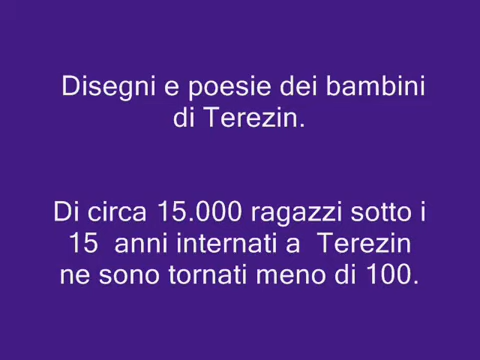 Disegni e poesie dei bambini
di Terezin.
Di circa 15.000 ragazzi sotto i
15 anni internati a Terezin
ne sono tornati meno di 100.